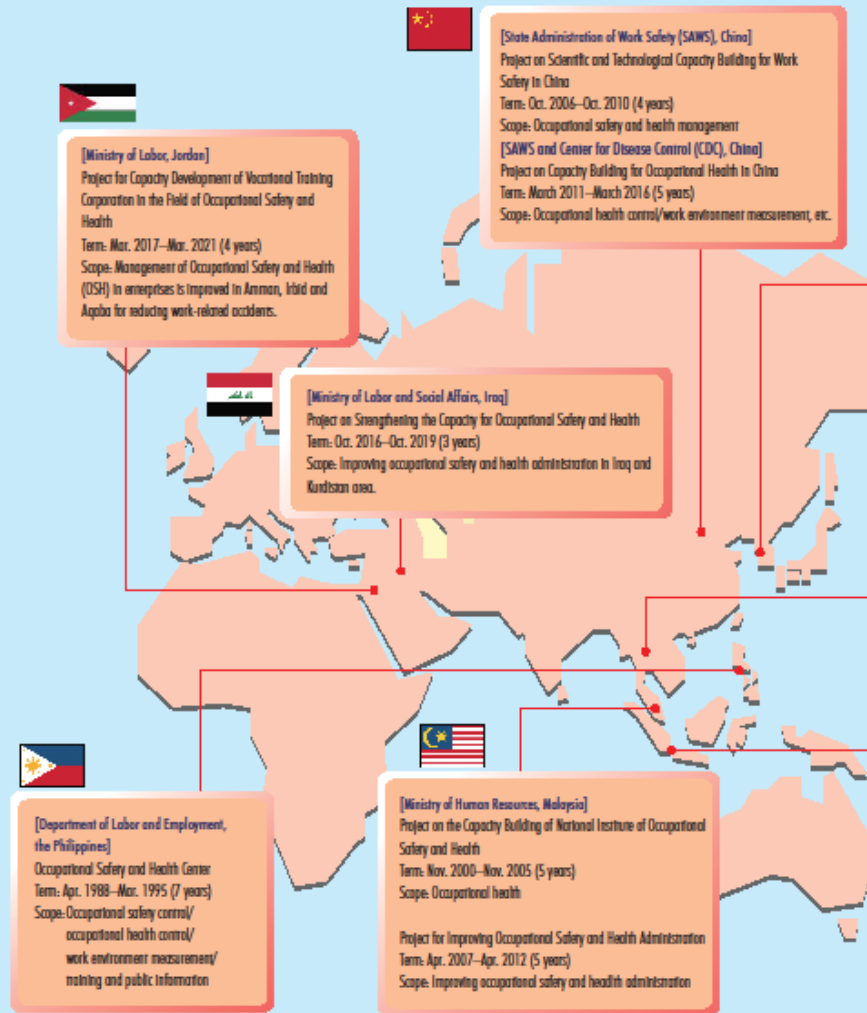 [State Administration of Work Safety (SAWS), China]
Project on Scientific and Technological Capacity Building for Work
Safety in China
Term: Oct. 2006–Oct. 2010 (4 years)
Scope: Occupational safety and health management
[SAWS and Center for Disease Control (CDC), China]
Project on Capacity Building for Occupational Health in China
Term: March 2011–March 2016 (5 years)
Scope: Occupational health control/work environment measurement, etc.
[Ministry of Labor, Jordan]
Project for Capacity Development of Vocational Training
Corporation in the Field of Occupational Safety and
Health
Term: Mar. 2017–Mar. 2021 (4 years)
Scope: Management of Occupational Safety and Health
(OSH) in enterprises is improved in Amman, Irbid and
Aqaba for reducing work-related accidents.
[Ministry of Labor and Social Affairs, Iraq]
Project on Strengthening the Capacity for Occupational Safety and Health
Term: Oct. 2016–Oct. 2019 (3 years)
Scope: Improving occupational safety and health administration in Iraq and
Kurdistan area.
[Department of Labor and Employment,
the Philippines]
Occupational Safety and Health Center
Term: Apr. 1988–Mar. 1995 (7 years)
Scope: Occupational safety control/
occupational health control/
work environment measurement/
training and public information
[Ministry of Human Resources, Malaysia]
Project on the Capacity Building of National Institute of Occupational
Safety and Health
Term: Nov. 2000–Nov. 2005 (5 years)
Scope: Occupational health
Project for Improving Occupational Safety and Health Administration
Term: Apr. 2007–Apr. 2012 (5 years)
Scope: Improving occupational safety and headlth administration